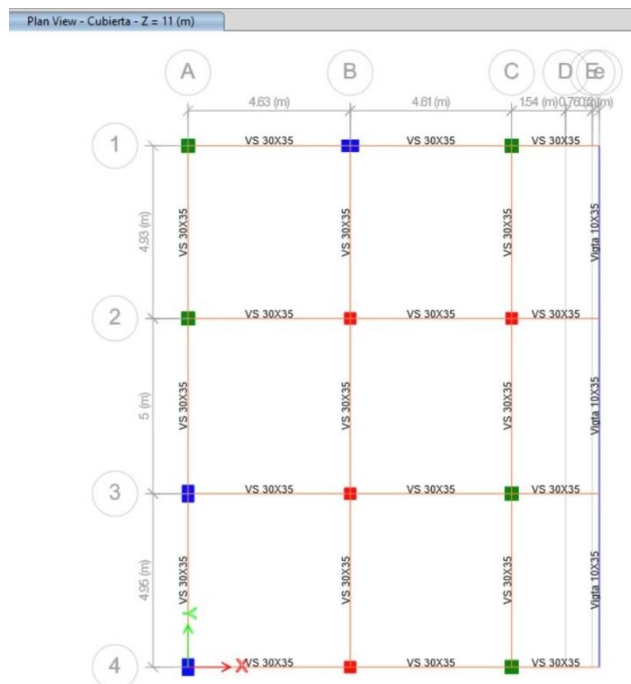 Plan View - Cubierta - Z = 11 (m)
A B C D E e
4.63 (m) 4.61 (m) 1.54 (m)
1 VS 30X35 VS 30X35 VS 30X35
4.93 (m) VS 30X35 VS 30X35 VS 30X35 Vigta 10X35
2 VS 30X35 VS 30X35 VS 30X35
5 (m) VS 30X35 VS 30X35 VS 30X35 Vigta 10X35
3 VS 30X35 VS 30X35 VS 30X35
4.95 (m) VS 30X35 VS 30X35 VS 30X35 Vigta 10X35
Y
4 X VS 30X35 VS 30X35 VS 30X35